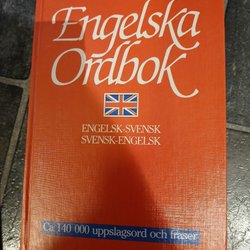 Engelska
Ordbok
ENGELSK-SVENSK
SVENSK-ENGELSK
Ca 140 000 uppslagsord och fraser